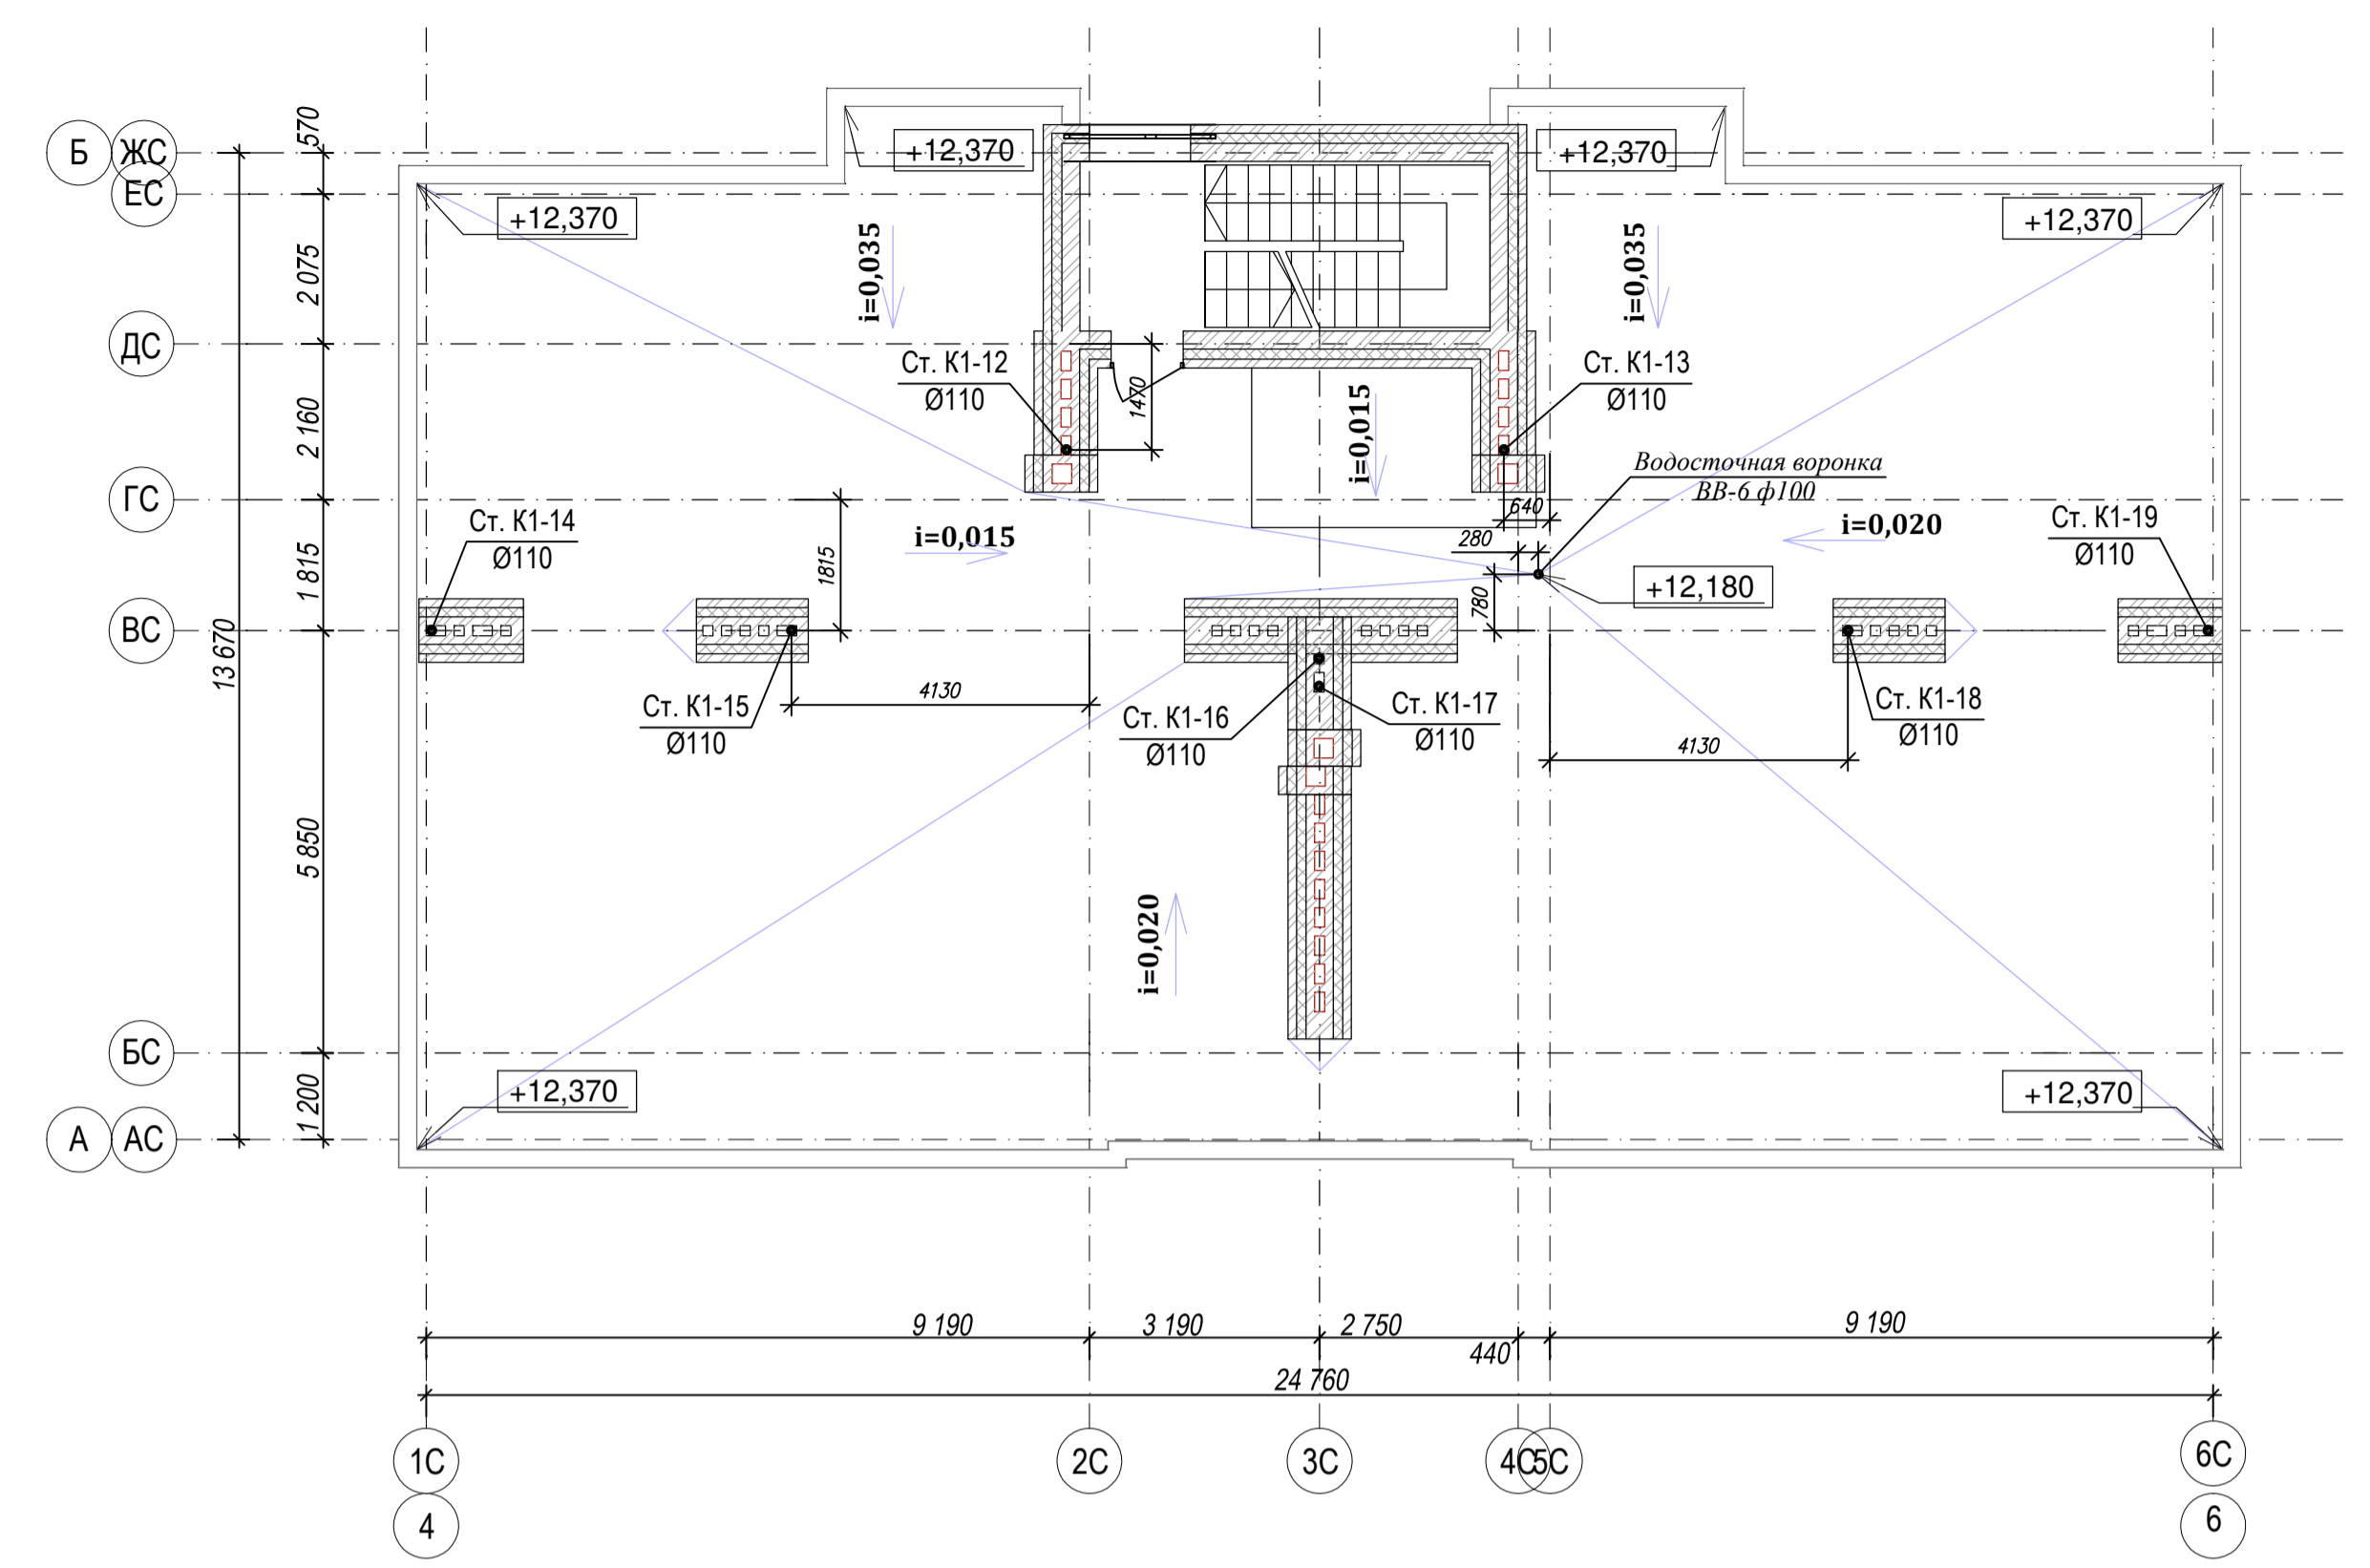 Б
ЖС
ЕС
ДС
ГС
ВС
БС
А
АС
570
2 075
2 160
1 815
5 850
1 200
13 670
+12,370
+12,370
+12,370
+12,370
i=0,035
i=0,035
Ст. К1-12
Ø110
1470
Ст. К1-13
Ø110
i=0,015
Водосточная воронка
ВВ-6 ф100
640
280
780
+12,180
Ст. К1-14
Ø110
i=0,015
1815
i=0,020
Ст. К1-19
Ø110
Ст. К1-15
Ø110
4130
Ст. К1-16
Ø110
Ст. К1-17
Ø110
4130
Ст. К1-18
Ø110
i=0,020
+12,370
+12,370
9 190
3 190
2 750
440
9 190
24 760
1С
2С
3С
4С
5С
6С
4
6